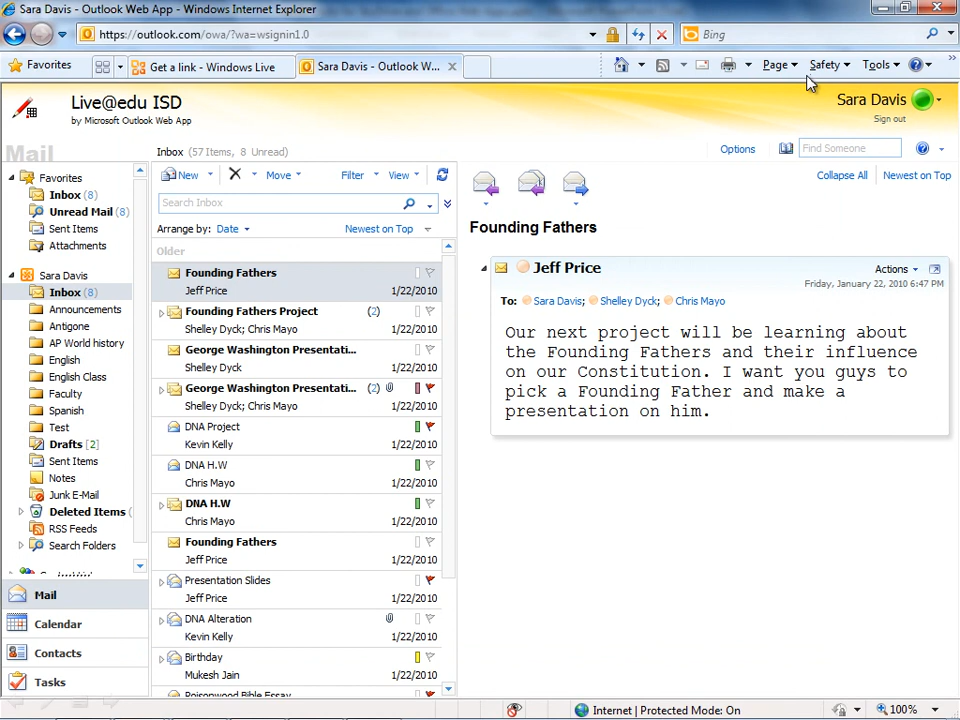 Sara Davis - Outlook Web App - Windows Internet Explorer
https://outlook.com/owa/?wa=wsignin1.0
Bing
Favorites
Get a link - Windows Live
Sara Davis - Outlook W...
Page
Safety
Tools
Live@edu ISD
by Microsoft Outlook Web App
Sara Davis
Sign out
Mail
Inbox (57 Items, 8 Unread)
Options
Find Someone
Favorites
Inbox (8)
Unread Mail (8)
Sent Items
Attachments
Sara Davis
Inbox (8)
Announcements
Antigone
AP World history
English
English Class
Faculty
Spanish
Test
Drafts [2]
Sent Items
Notes
Junk E-Mail
Deleted Items (
RSS Feeds
Search Folders
Mail
Calendar
Contacts
Tasks
New
Move
Filter
View
Search Inbox
Arrange by: Date
Newest on Top
Older
Founding Fathers
Jeff Price
1/22/2010
Founding Fathers Project (2)
Shelley Dyck; Chris Mayo
1/22/2010
George Washington Presentati...
Shelley Dyck
1/22/2010
George Washington Presentati... (2)
Shelley Dyck; Chris Mayo
1/22/2010
DNA Project
Kevin Kelly
1/22/2010
DNA H.W
Chris Mayo
1/22/2010
DNA H.W
Chris Mayo
1/22/2010
Founding Fathers
Jeff Price
1/22/2010
Presentation Slides
Jeff Price
1/22/2010
DNA Alteration
Kevin Kelly
1/22/2010
Birthday
Mukesh Jain
1/22/2010
Poisonwood Bible Essay
Collapse All
Newest on Top
Founding Fathers
Jeff Price
Actions
Friday, January 22, 2010 6:47 PM
To: Sara Davis; Shelley Dyck; Chris Mayo
Our next project will be learning about
the Founding Fathers and their influence
on our Constitution. I want you guys to
pick a Founding Father and make a
presentation on him.
Internet | Protected Mode: On
100%